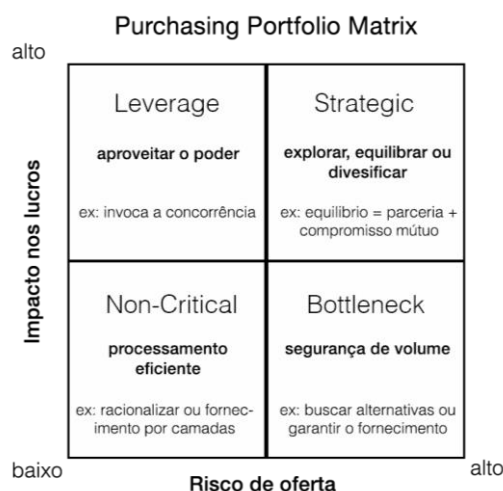 Purchasing Portfolio Matrix
alto
Impacto nos lucros
Leverage
aproveitar o poder
ex: invoca a concorrência
Strategic
explorar, equilibrar ou
divesificar
ex: equilibrio = parceria +
compromisso mútuo
Non-Critical
processamento
eficiente
ex: racionalizar ou fornec-
imento por camadas
Bottleneck
segurança de volume
ex: buscar alternativas ou
garantir o fornecimento
baixo
Risco de oferta
alto